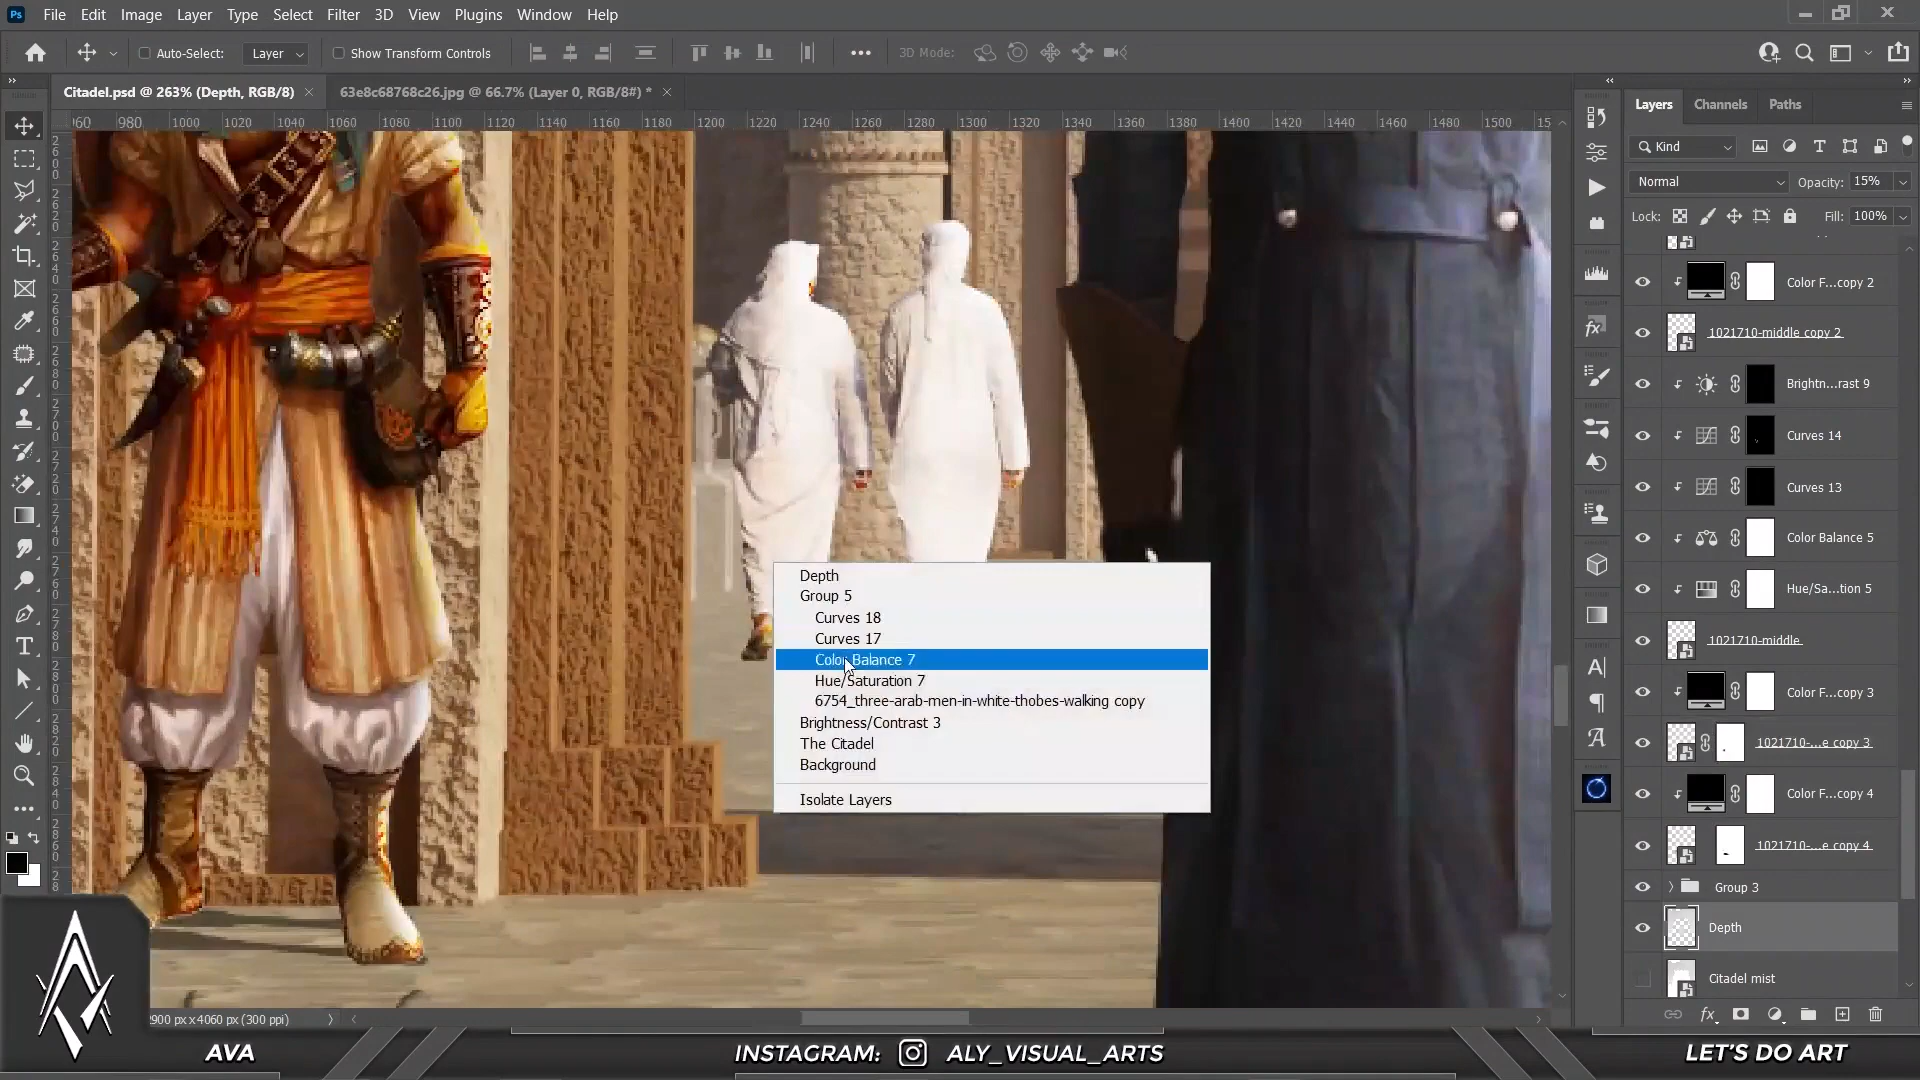 Ps File Edit Image Layer Type Select Filter 3D View Plugins Window Help
Auto-Select: Layer Show Transform Controls 3D Mode:
Citadel.psd @ 263% (Depth, RGB/8) × 63e8c68768c26.jpg @ 66.7% (Layer 0, RGB/8#) * ×
960 980 1000 1020 1040 1060 1080 1100 1120 1140 1160 1180 1200 1220 1240 1260 1280 1300 1320 1340 1360 1380 1400 1420 1440 1460 1480 1500 15
Layers Channels Paths
Kind
Normal Opacity: 15%
Lock: Fill: 100%
Color F...copy 2
1021710-middle copy 2
Brightn...rast 9
Curves 14
Curves 13
Color Balance 5
Hue/Sa...tion 5
1021710-middle
Color F...copy 3
1021710-...e copy 3
Color F...copy 4
1021710-...e copy 4
Group 3
Depth
Citadel mist
Depth
Group 5
Curves 18
Curves 17
Color Balance 7
Hue/Saturation 7
6754_three-arab-men-in-white-thobes-walking copy
Brightness/Contrast 3
The Citadel
Background
Isolate Layers
2900 px x 4060 px (300 ppi)
AVA
INSTAGRAM: ALY_VISUAL_ARTS
LET'S DO ART